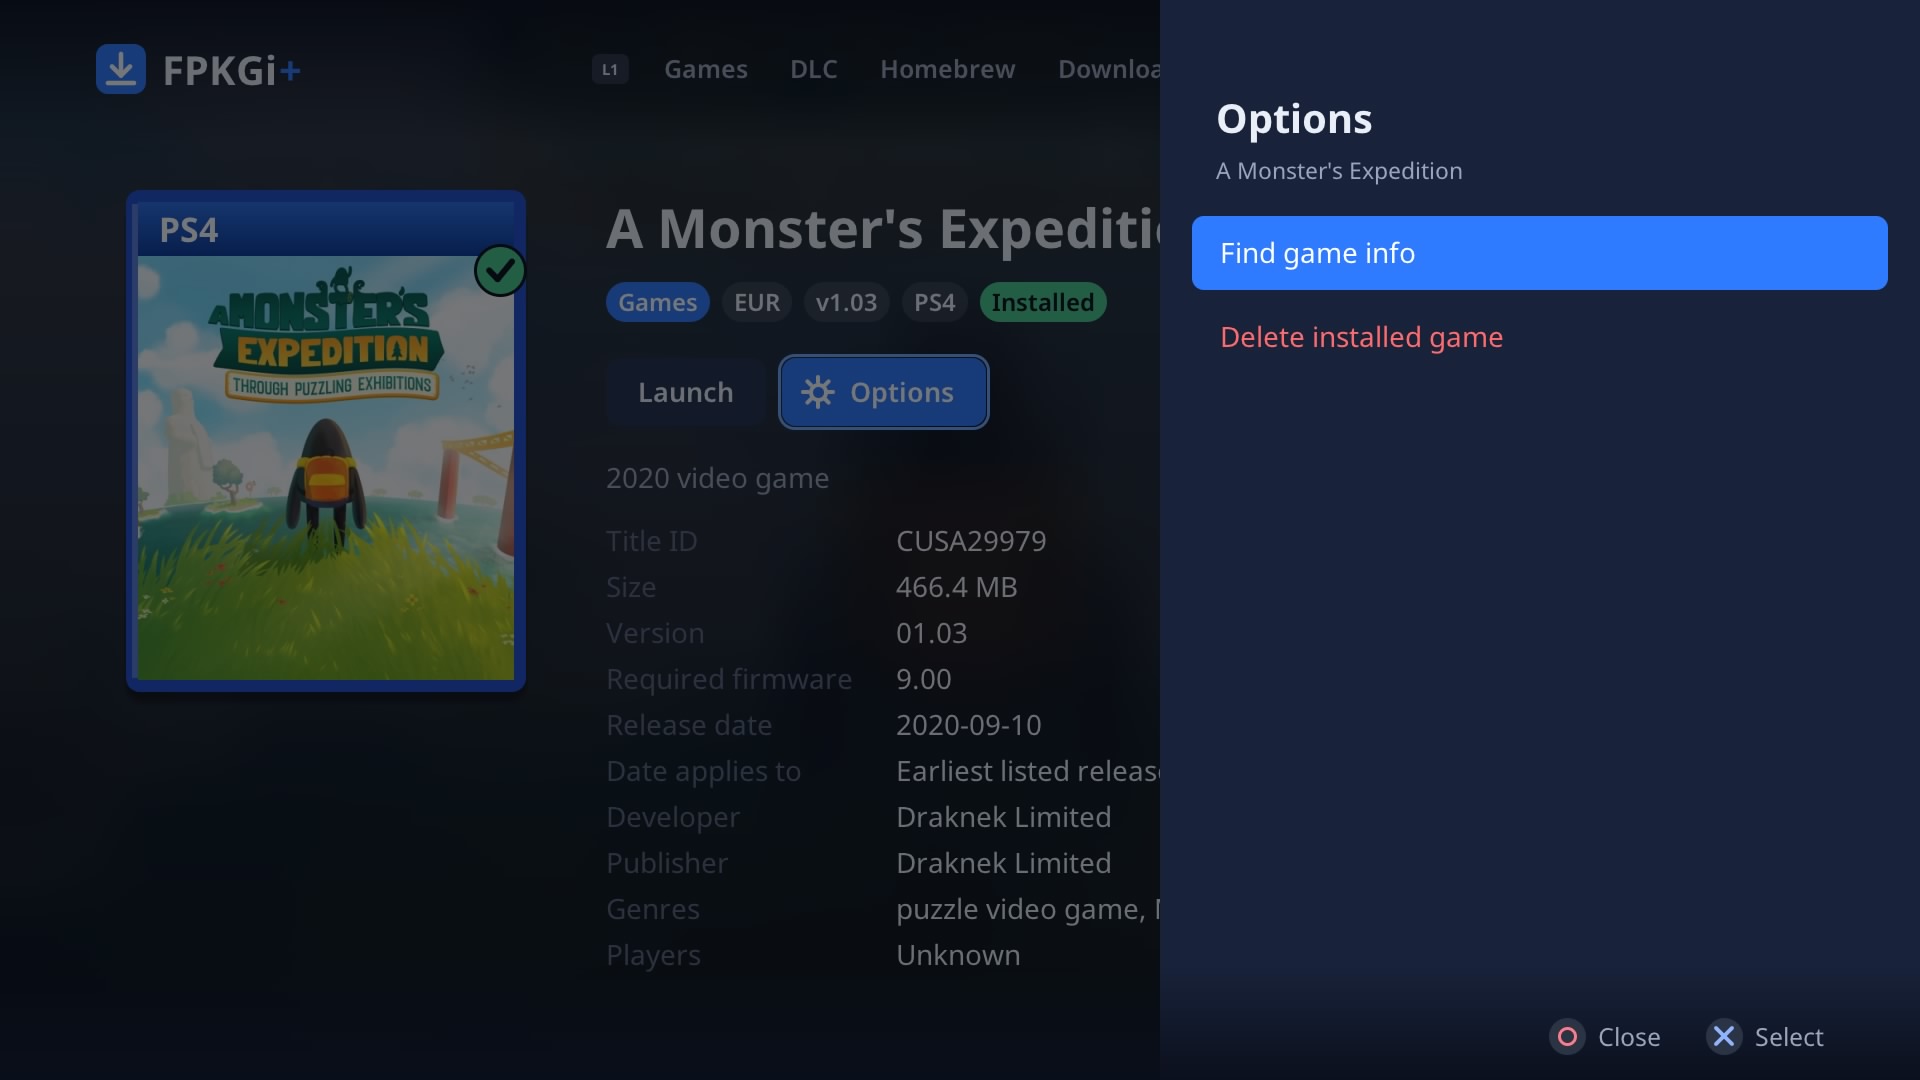 FPKGi+
L1 Games DLC Homebrew Downloa
PS4
A MONSTER'S
EXPEDITION
THROUGH PUZZLING EXHIBITIONS
A Monster's Expediti
Games EUR v1.03 PS4 Installed
Launch Options
2020 video game
Title ID CUSA29979
Size 466.4 MB
Version 01.03
Required firmware 9.00
Release date 2020-09-10
Date applies to Earliest listed releas
Developer Draknek Limited
Publisher Draknek Limited
Genres puzzle video game,
Players Unknown
Options
A Monster's Expedition
Find game info
Delete installed game
Close Select